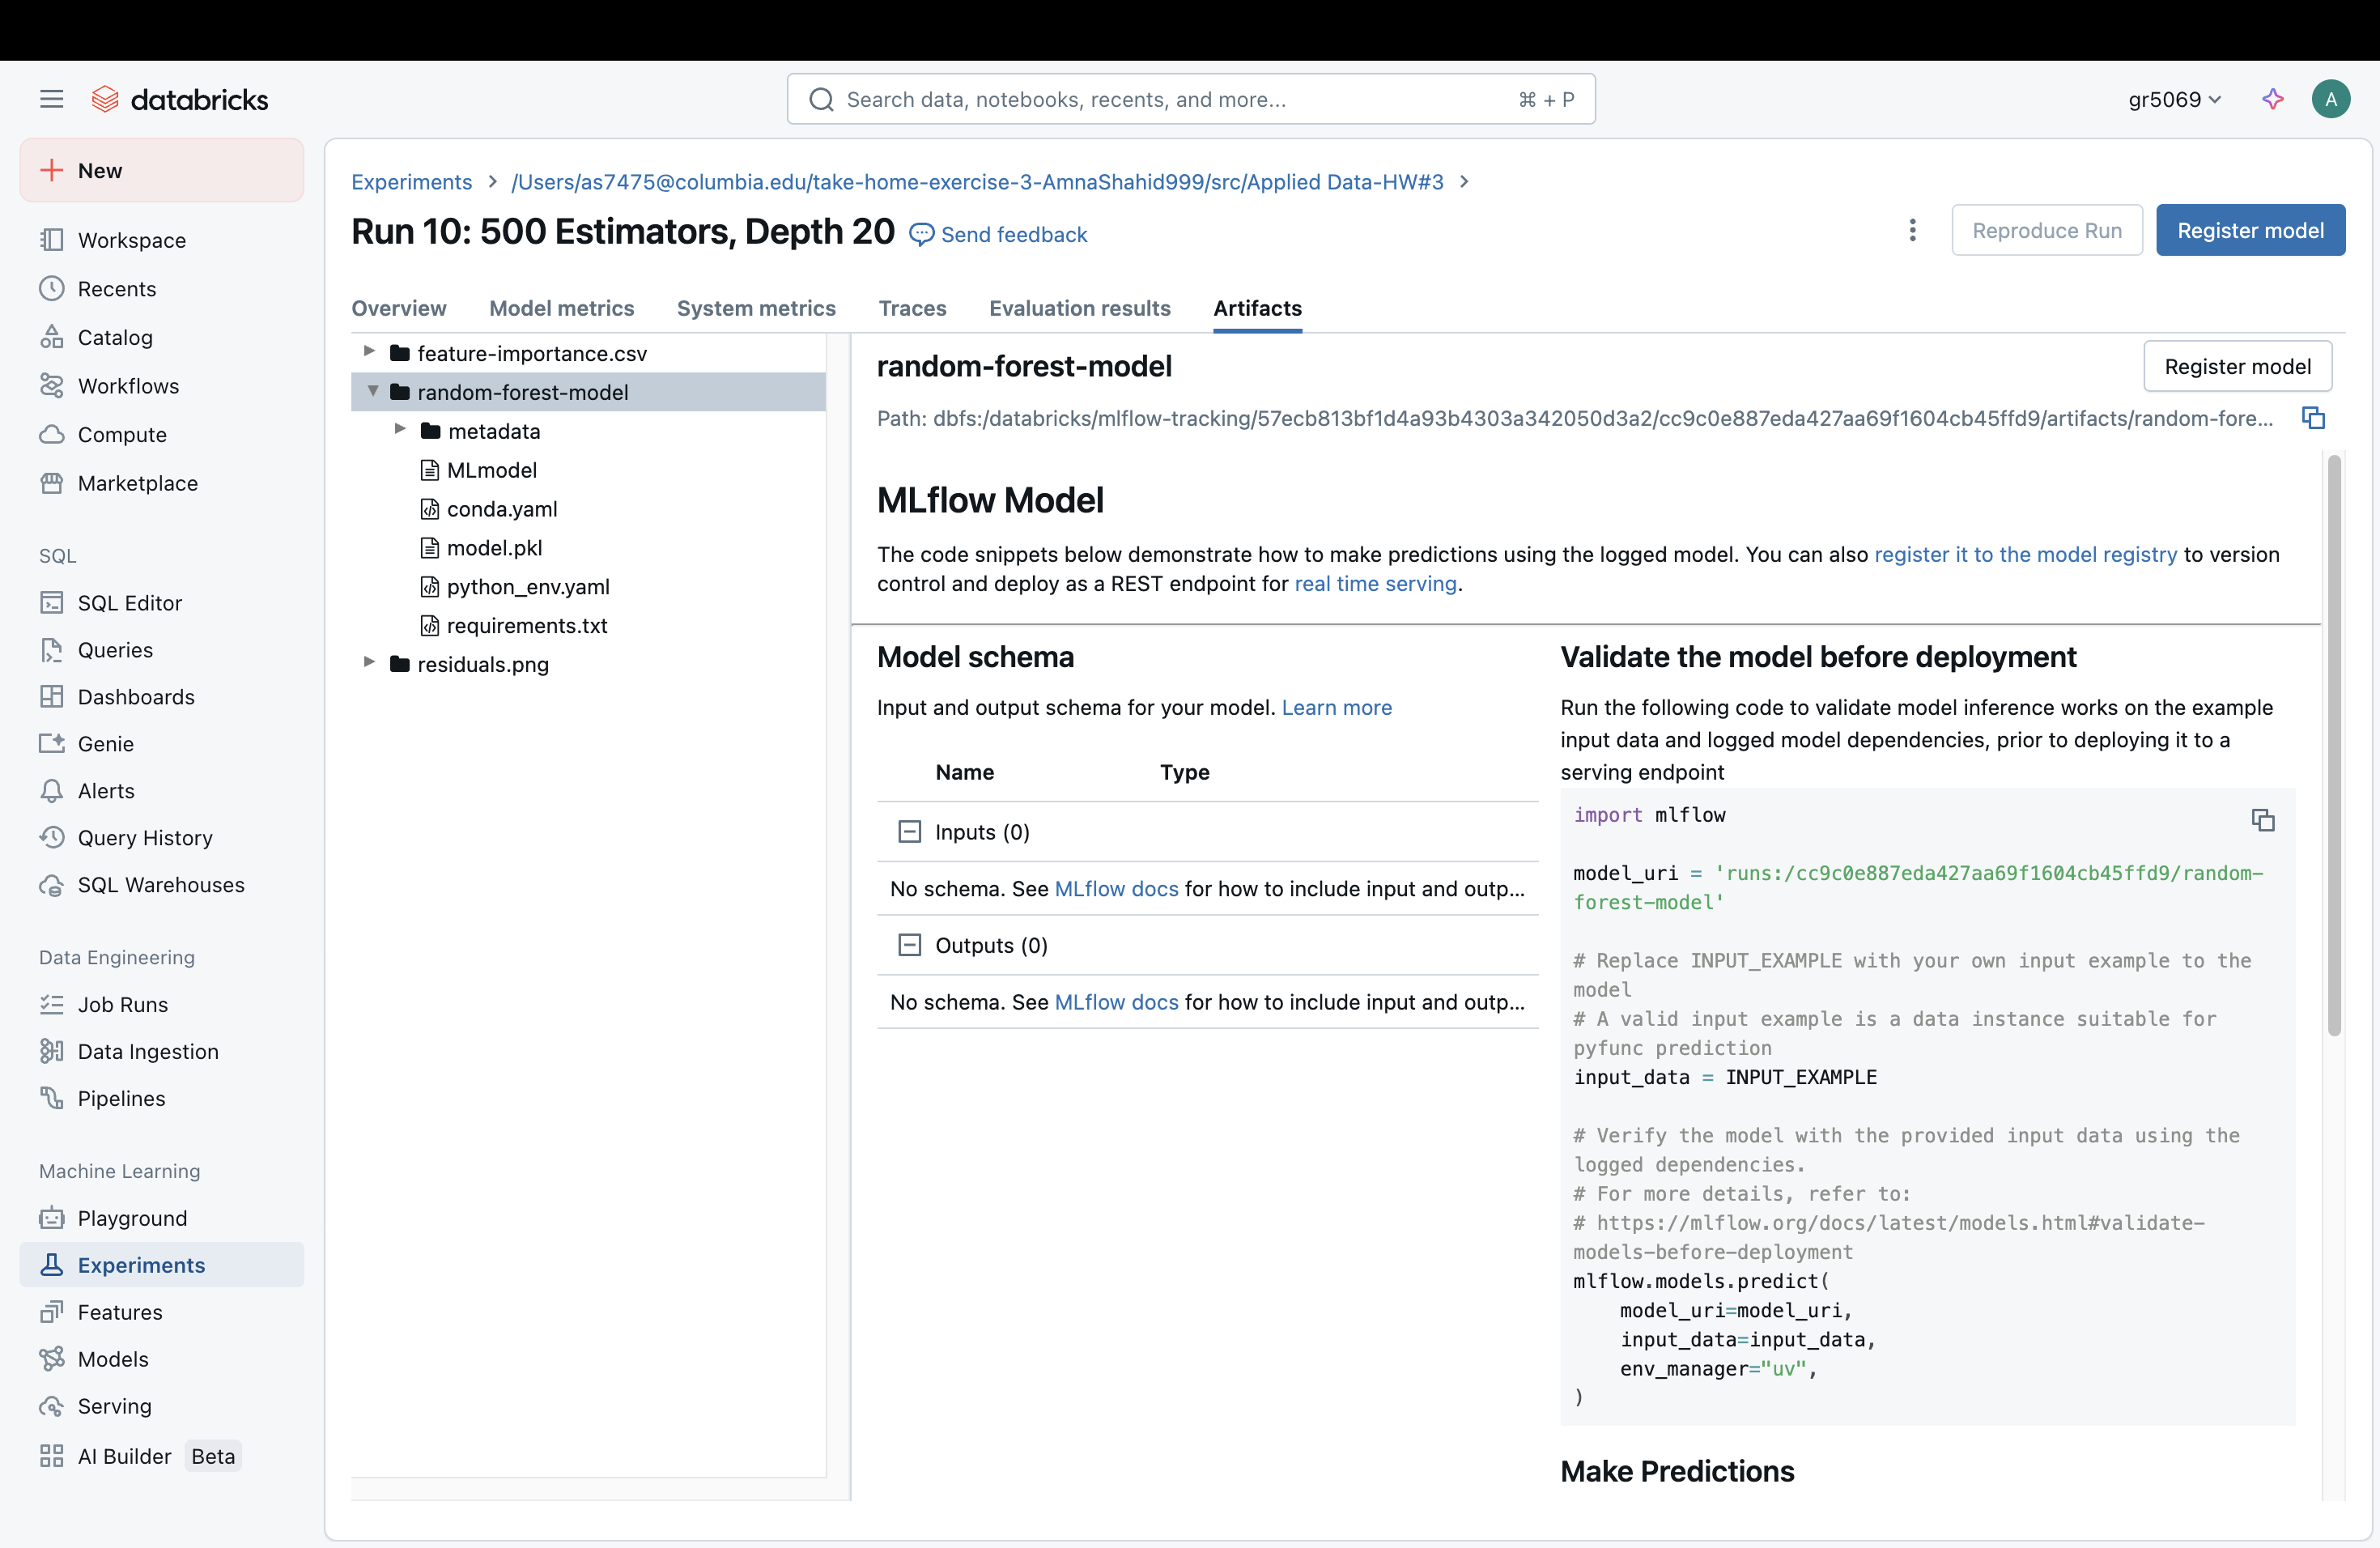 databricks
Search data, notebooks, recents, and more...
⌘ + P
gr5069
A
New
Workspace
Recents
Catalog
Workflows
Compute
Marketplace
SQL
SQL Editor
Queries
Dashboards
Genie
Alerts
Query History
SQL Warehouses
Data Engineering
Job Runs
Data Ingestion
Pipelines
Machine Learning
Playground
Experiments
Features
Models
Serving
AI Builder Beta
Experiments > /Users/as7475@columbia.edu/take-home-exercise-3-AmnaShahid999/src/Applied Data-HW#3 >
Run 10: 500 Estimators, Depth 20
Send feedback
Reproduce Run
Register model
Overview Model metrics System metrics Traces Evaluation results Artifacts
feature-importance.csv
random-forest-model
metadata
MLmodel
conda.yaml
model.pkl
python_env.yaml
requirements.txt
residuals.png
random-forest-model
Register model
Path: dbfs:/databricks/mlflow-tracking/57ecb813bf1d4a93b4303a342050d3a2/cc9c0e887eda427aa69f1604cb45ffd9/artifacts/random-fore...
MLflow Model
The code snippets below demonstrate how to make predictions using the logged model. You can also register it to the model registry to version
control and deploy as a REST endpoint for real time serving.
Model schema
Input and output schema for your model. Learn more
Name Type
Inputs (0)
No schema. See MLflow docs for how to include input and outp...
Outputs (0)
No schema. See MLflow docs for how to include input and outp...
Validate the model before deployment
Run the following code to validate model inference works on the example
input data and logged model dependencies, prior to deploying it to a
serving endpoint
import mlflow
model_uri = 'runs:/cc9c0e887eda427aa69f1604cb45ffd9/random-
forest-model'
# Replace INPUT_EXAMPLE with your own input example to the
model
# A valid input example is a data instance suitable for
pyfunc prediction
input_data = INPUT_EXAMPLE
# Verify the model with the provided input data using the
logged dependencies.
# For more details, refer to:
# https://mlflow.org/docs/latest/models.html#validate-
models-before-deployment
mlflow.models.predict(
model_uri=model_uri,
input_data=input_data,
env_manager="uv",
)
Make Predictions